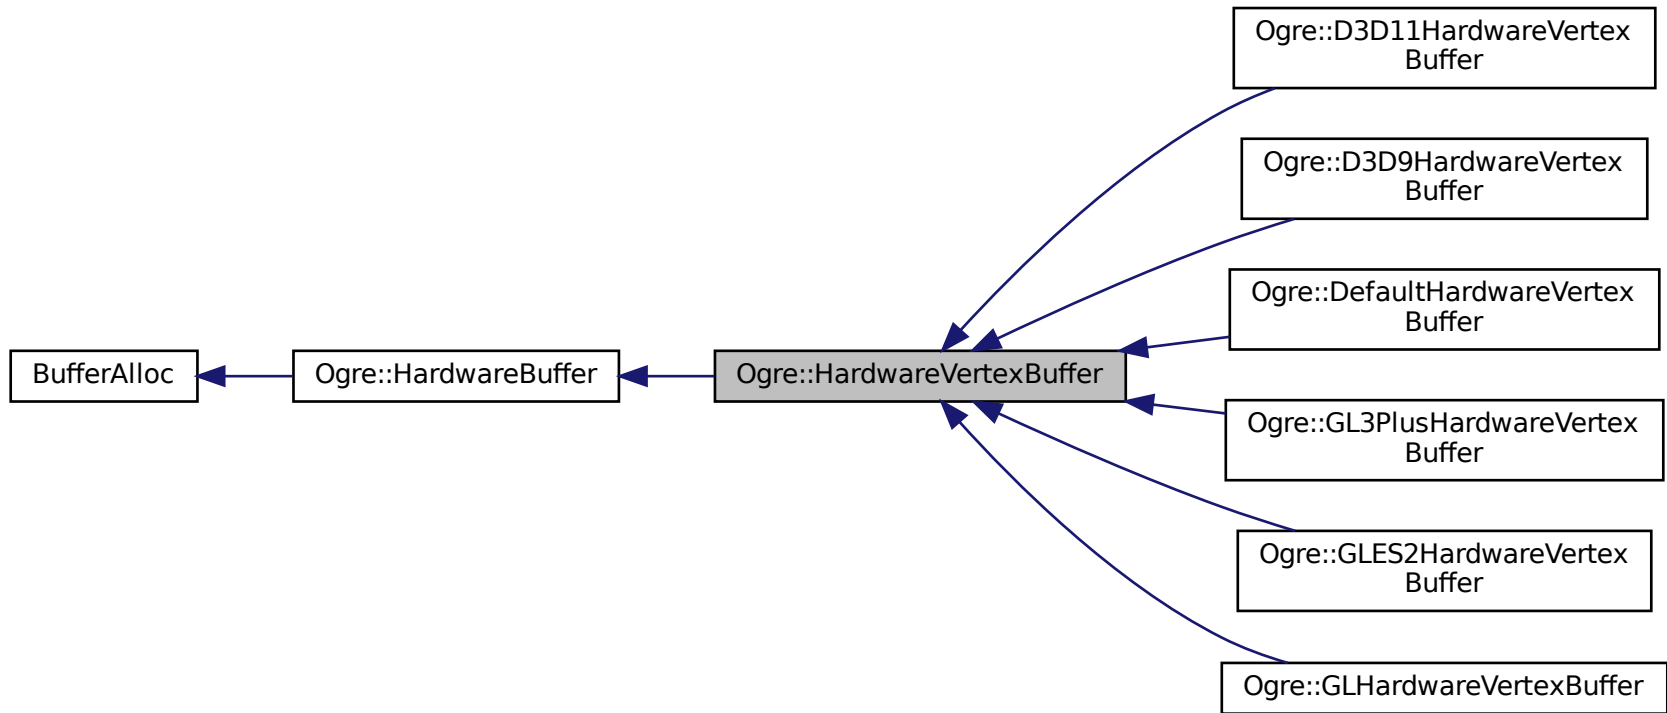 BufferAlloc
Ogre::HardwareBuffer
Ogre::HardwareVertexBuffer
Ogre::D3D11HardwareVertex
Buffer
Ogre::D3D9HardwareVertex
Buffer
Ogre::DefaultHardwareVertex
Buffer
Ogre::GL3PlusHardwareVertex
Buffer
Ogre::GLES2HardwareVertex
Buffer
Ogre::GLHardwareVertexBuffer